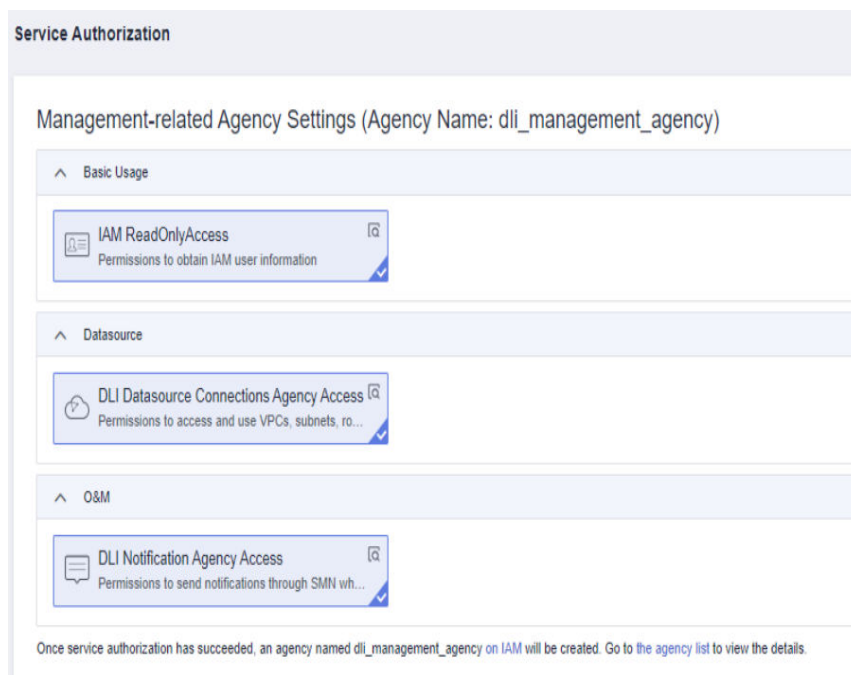 Service Authorization
Management-related Agency Settings (Agency Name: dli_management_agency)
Basic Usage
IAM ReadOnlyAccess
Permissions to obtain IAM user information
Datasource
DLI Datasource Connections Agency Access
Permissions to access and use VPCs, subnets, ro...
O&M
DLI Notification Agency Access
Permissions to send notifications through SMN wh...
Once service authorization has succeeded, an agency named dli_management_agency on IAM will be created. Go to the agency list to view the details.